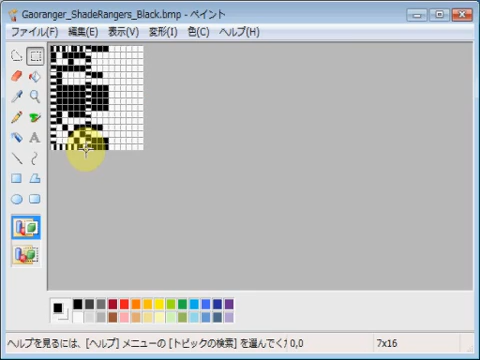 Gaoranger_ShadeRangers_Black.bmp - ペイント
ファイル(F) 編集(E) 表示(V) 変形(I) 色(C) ヘルプ(H)
A
ヘルプを見るには、[ヘルプ] メニューの [トピックの検索] を選んでく 0,0 7x16